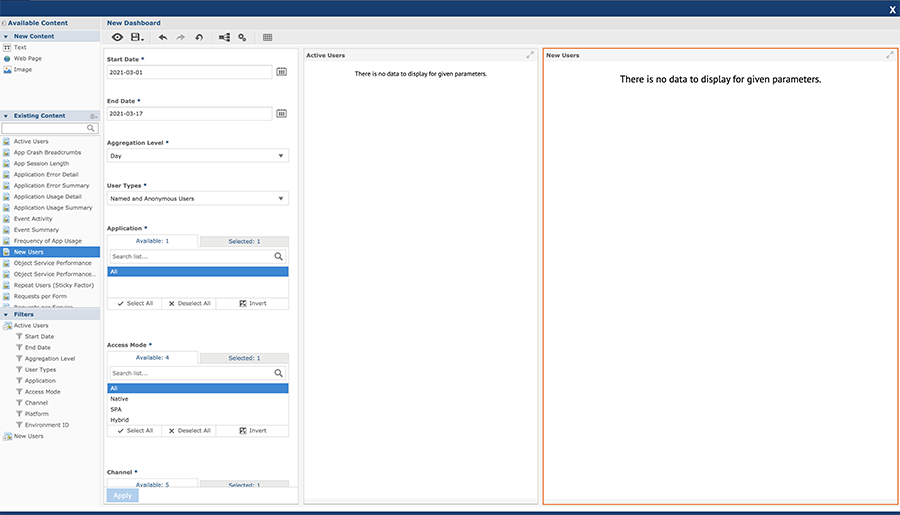 X
Available Content
New Content
Text
Web Page
Image
Existing Content
Active Users
App Crash Breadcrumbs
App Session Length
Application Error Detail
Application Error Summary
Application Usage Detail
Application Usage Summary
Event Activity
Event Summary
Frequency of App Usage
New Users
Object Service Performance
Object Service Performance...
Repeat Users (Sticky Factor)
Requests per Form
Requests per Service
Filters
Active Users
Start Date
End Date
Aggregation Level
User Types
Application
Access Mode
Channel
Platform
Environment ID
New Users
New Dashboard
Start Date *
2021-03-01
End Date *
2021-03-17
Aggregation Level *
Day
User Types *
Named and Anonymous Users
Application *
Available: 1 Selected: 1
Search list...
All
Select All Deselect All Invert
Access Mode *
Available: 4 Selected: 1
Search list...
All
Native
SPA
Hybrid
Select All Deselect All Invert
Channel *
Available: 5 Selected: 1
Apply
Active Users
There is no data to display for given parameters.
New Users
There is no data to display for given parameters.